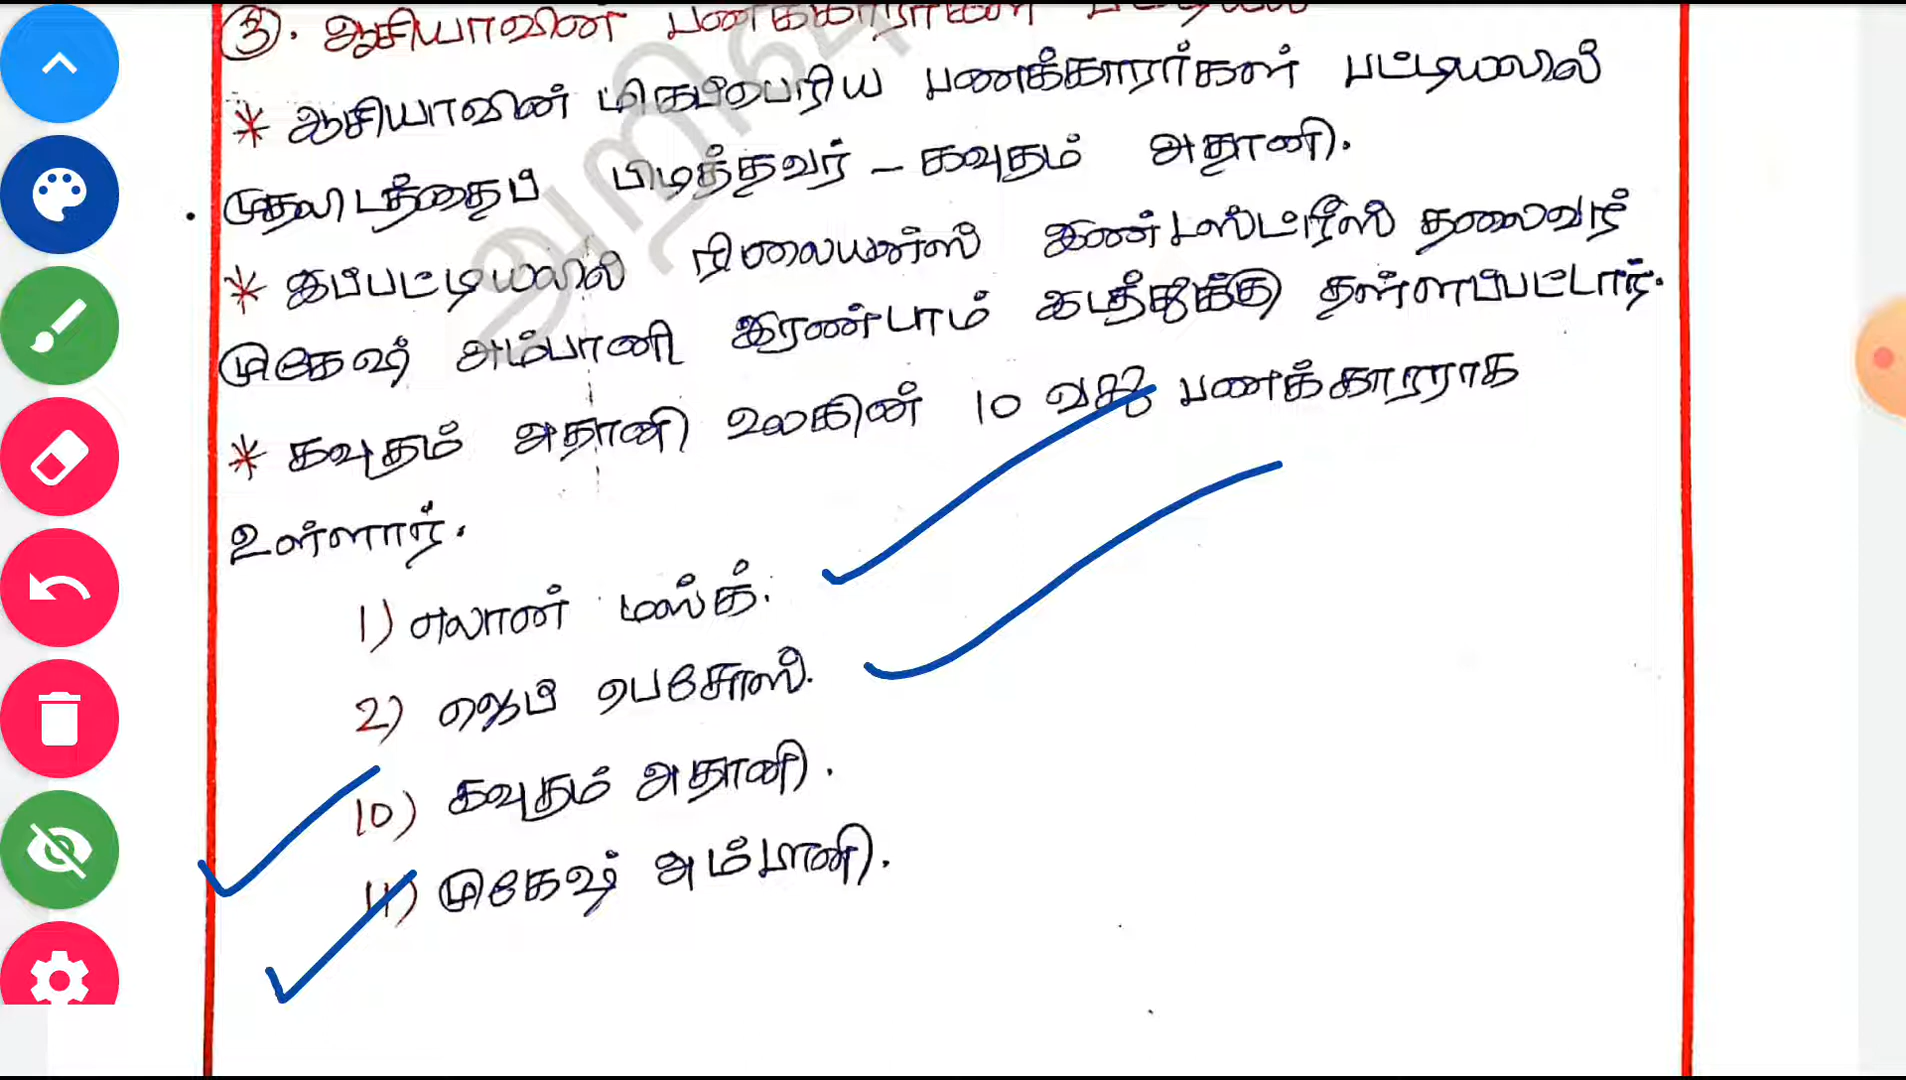 3. ஆசியாவின் பணக்காரர்கள் பட்டியல்
* ஆசியாவின் மிகப்பெரிய பணக்காரர்கள் பட்டியலில்
முதலிடத்தைப் பிடித்தவர் – கவுதம் அதானி.
* இப்பட்டியலில் ரிலையன்ஸ் இண்டஸ்ட்ரீஸ் தலைவர்
முகேஷ் அம்பானி இரண்டாம் இடத்திற்கு தள்ளப்பட்டார்.
* கவுதம் அதானி உலகின் 10 வது பணக்காரராக
உள்ளார்.
1) எலான் மஸ்க்.
2) ஜெப் பெசோஸ்.
10) கவுதம் அதானி.
11) முகேஷ் அம்பானி.